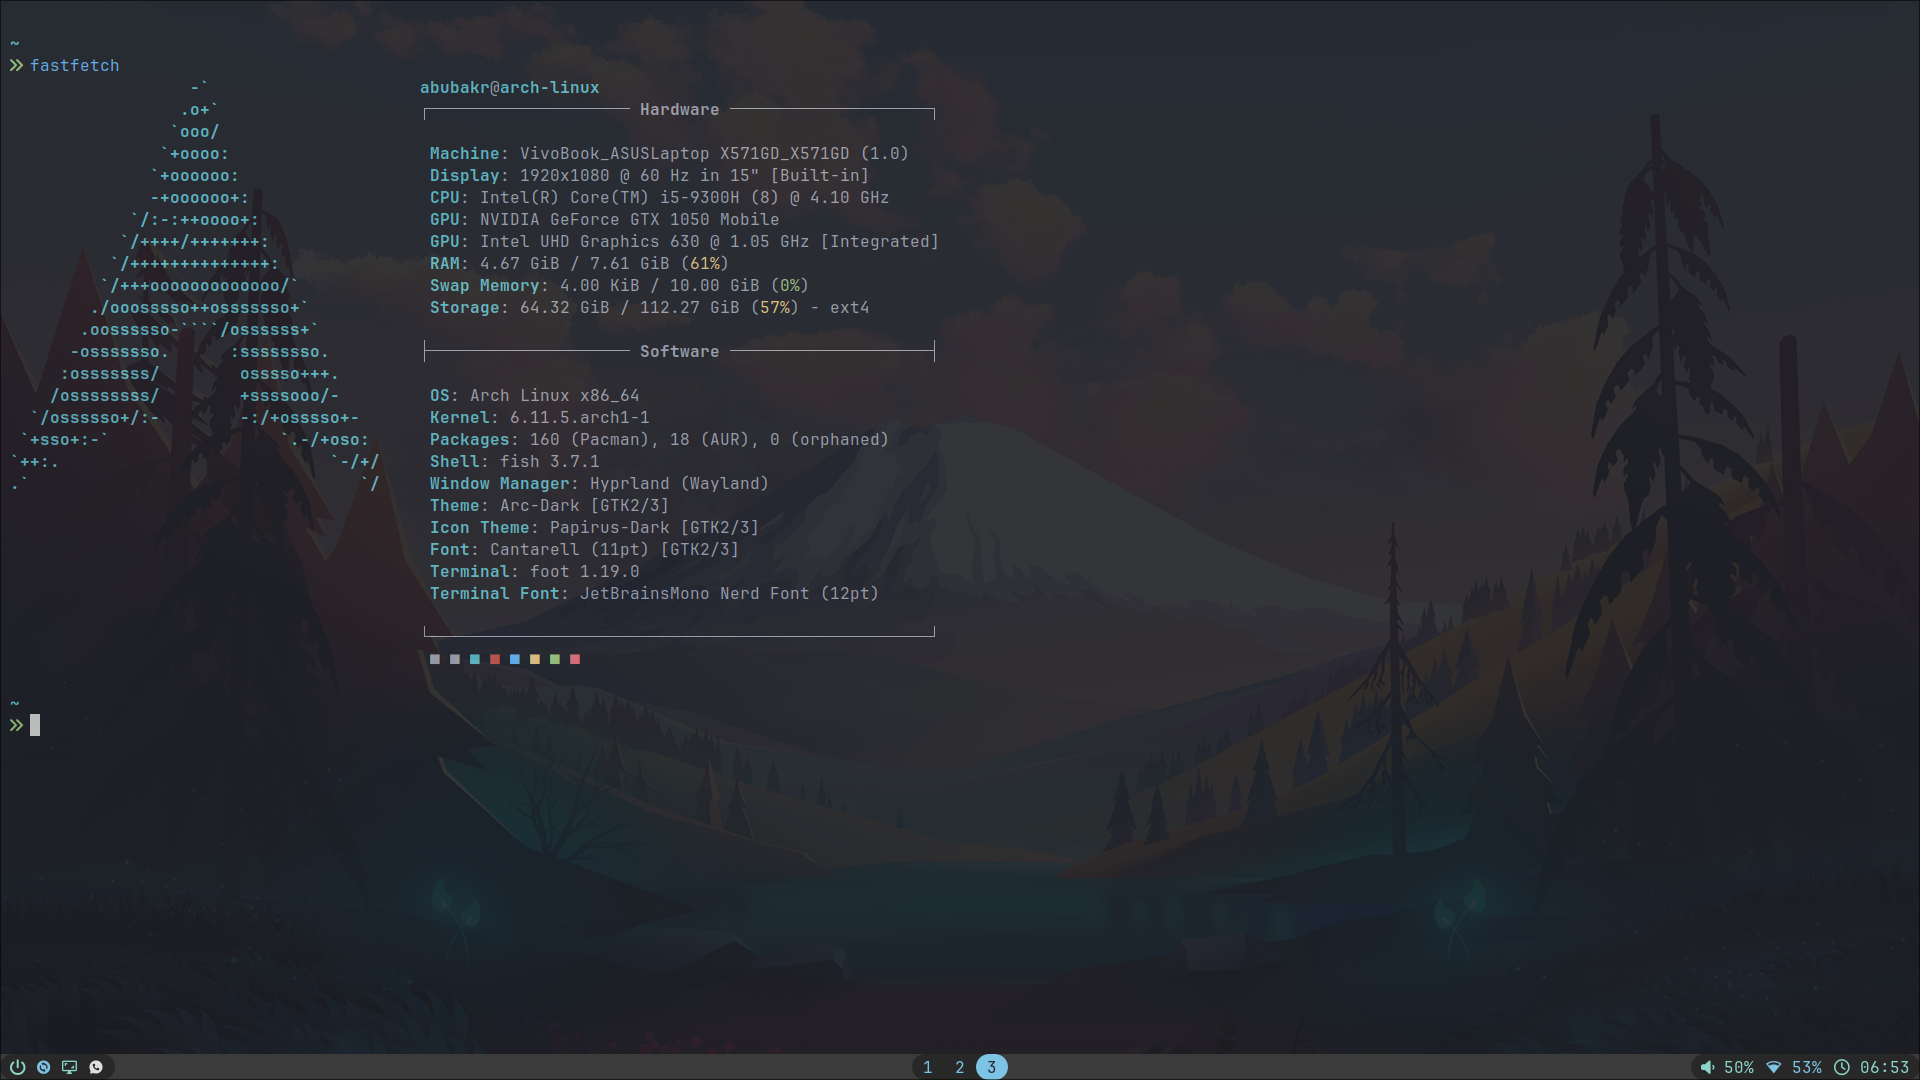 ~
fastfetch
-`
.o+`
`ooo/
`+oooo:
`+oooooo:
-+oooooo+:
`/:-:++oooo+:
`/++++/+++++++:
`/++++++++++++++:
`/+++ooooooooooooo/`
./ooosssso++osssssso+`
.oossssso-````/ossssss+`
-osssssso. :ssssssso.
:osssssss/ osssso+++.
/ossssssss/ +ssssooo/-
`/ossssso+/:- -:/+osssso+-
`+sso+:-` `.-/+oso:
`++:. `-/+/
.` `/
abubakr@arch-linux
Hardware
Machine: VivoBook_ASUSLaptop X571GD_X571GD (1.0)
Display: 1920x1080 @ 60 Hz in 15" [Built-in]
CPU: Intel(R) Core(TM) i5-9300H (8) @ 4.10 GHz
GPU: NVIDIA GeForce GTX 1050 Mobile
GPU: Intel UHD Graphics 630 @ 1.05 GHz [Integrated]
RAM: 4.67 GiB / 7.61 GiB (61%)
Swap Memory: 4.00 KiB / 10.00 GiB (0%)
Storage: 64.32 GiB / 112.27 GiB (57%) - ext4
Software
OS: Arch Linux x86_64
Kernel: 6.11.5.arch1-1
Packages: 160 (Pacman), 18 (AUR), 0 (orphaned)
Shell: fish 3.7.1
Window Manager: Hyprland (Wayland)
Theme: Arc-Dark [GTK2/3]
Icon Theme: Papirus-Dark [GTK2/3]
Font: Cantarell (11pt) [GTK2/3]
Terminal: foot 1.19.0
Terminal Font: JetBrainsMono Nerd Font (12pt)
~
1 2 3
50% 53% 06:53